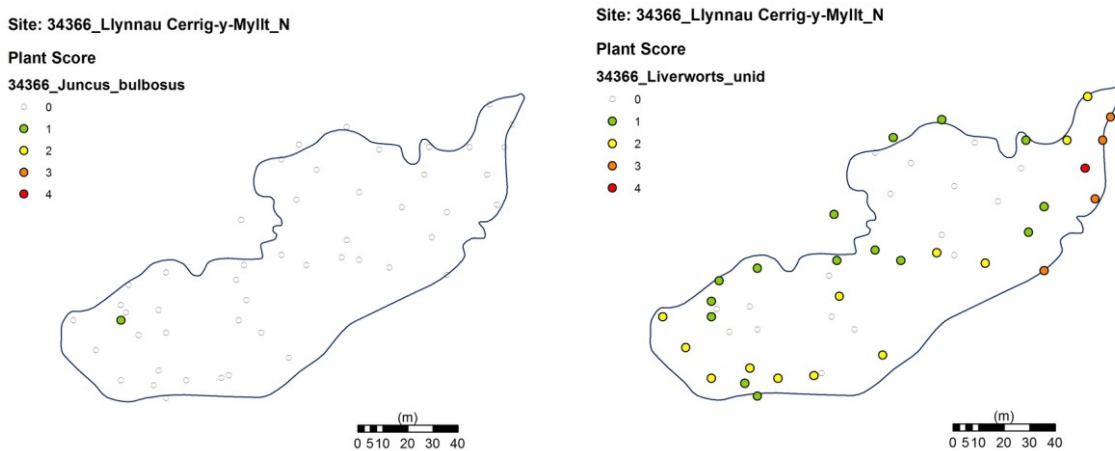 Site: 34366_Llynnau Cerrig-y-Myllt_N
Plant Score
34366_Juncus_bulbosus
0
1
2
3
4
(m)
0 5 10 20 30 40
Site: 34366_Llynnau Cerrig-y-Myllt_N
Plant Score
34366_Liverworts_unid
0
1
2
3
4
(m)
0 5 10 20 30 40